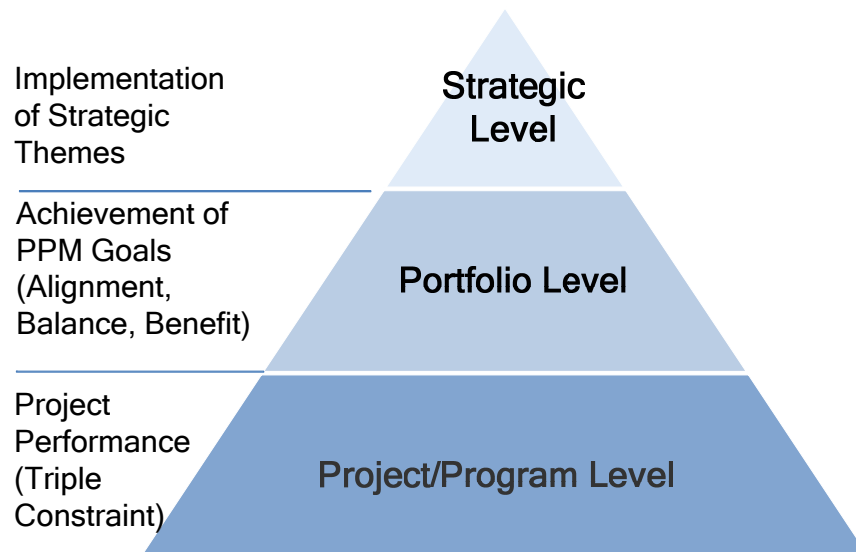 Implementation
of Strategic
Themes
Strategic
Level
Achievement of
PPM Goals
(Alignment,
Balance, Benefit)
Portfolio Level
Project
Performance
(Triple
Constraint)
Project/Program Level